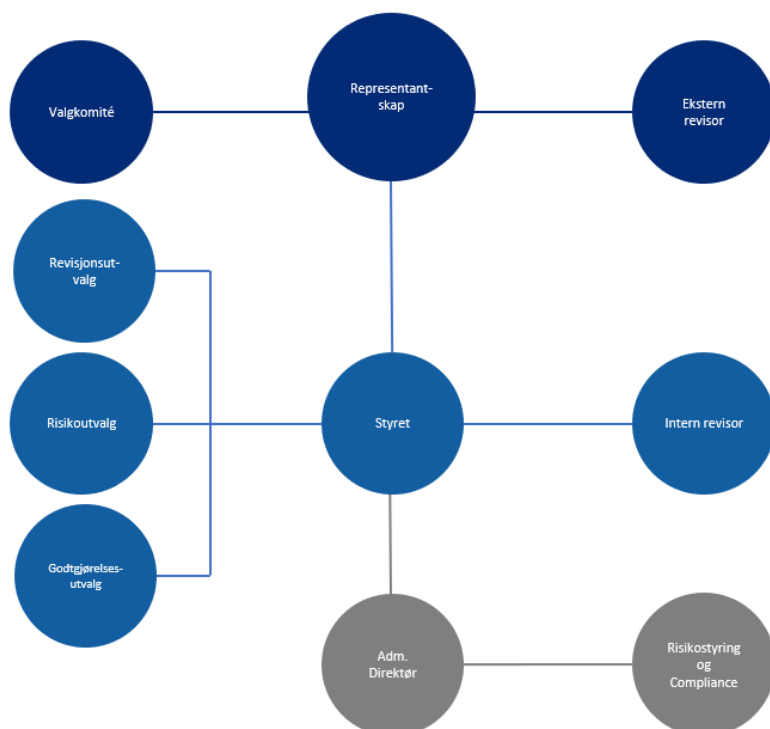 Valgkomité
Representant-
skap
Ekstern
revisor
Revisjonsut-
valg
Risikoutvalg
Styret
Intern revisor
Godtgjørelses-
utvalg
Adm.
Direktør
Risikostyring
og
Compliance